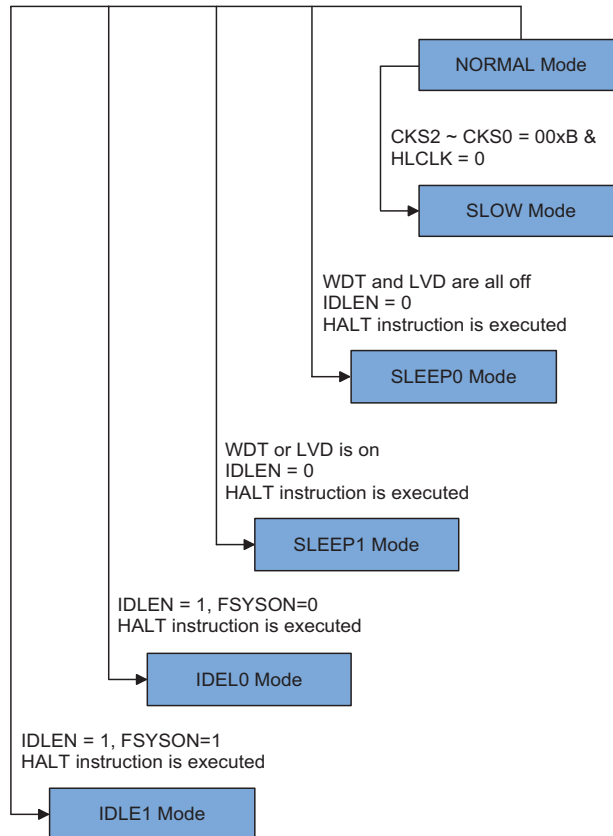 NORMAL Mode
CKS2 ~ CKS0 = 00xB &
HLCLK = 0
SLOW Mode
WDT and LVD are all off
IDLEN = 0
HALT instruction is executed
SLEEP0 Mode
WDT or LVD is on
IDLEN = 0
HALT instruction is executed
SLEEP1 Mode
IDLEN = 1, FSYSON=0
HALT instruction is executed
IDEL0 Mode
IDLEN = 1, FSYSON=1
HALT instruction is executed
IDLE1 Mode